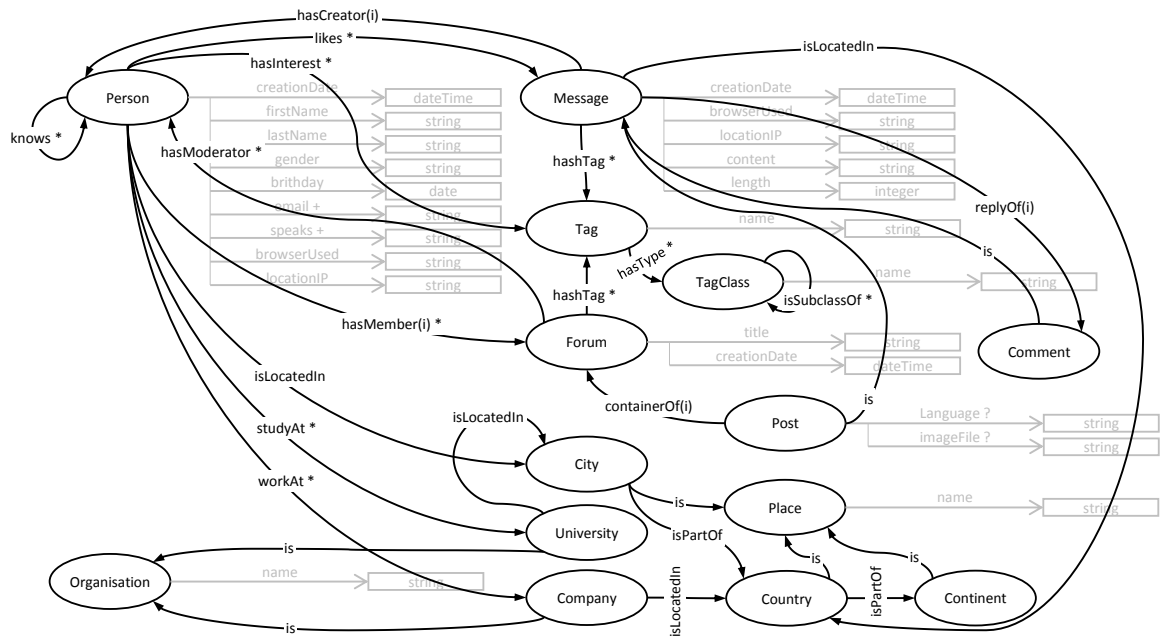 hasCreator(i)
likes *
isLocatedIn
hasInterest *
creationDate
dateTime
creationDate
dateTime
Person
Message
firstName
string
browserUsed
string
knows *
lastName
string
locationIP
string
hasModerator *
hashTag *
gender
string
content
string
brithday
date
length
integer
replyOf(i)
email +
string
name
string
Tag
speaks +
string
is
browserUsed
string
hasType *
locationIP
string
TagClass
name
string
hashTag *
isSubclassOf *
hasMember(i) *
title
string
Forum
Comment
creationDate
dateTime
isLocatedIn
containerOf(i)
is
isLocatedIn
Post
Language ?
string
studyAt *
imageFile ?
string
City
workAt *
is
Place
name
string
University
isPartOf
is
is
is
Organisation
name
string
Company
isLocatedIn
Country
isPartOf
Continent
is